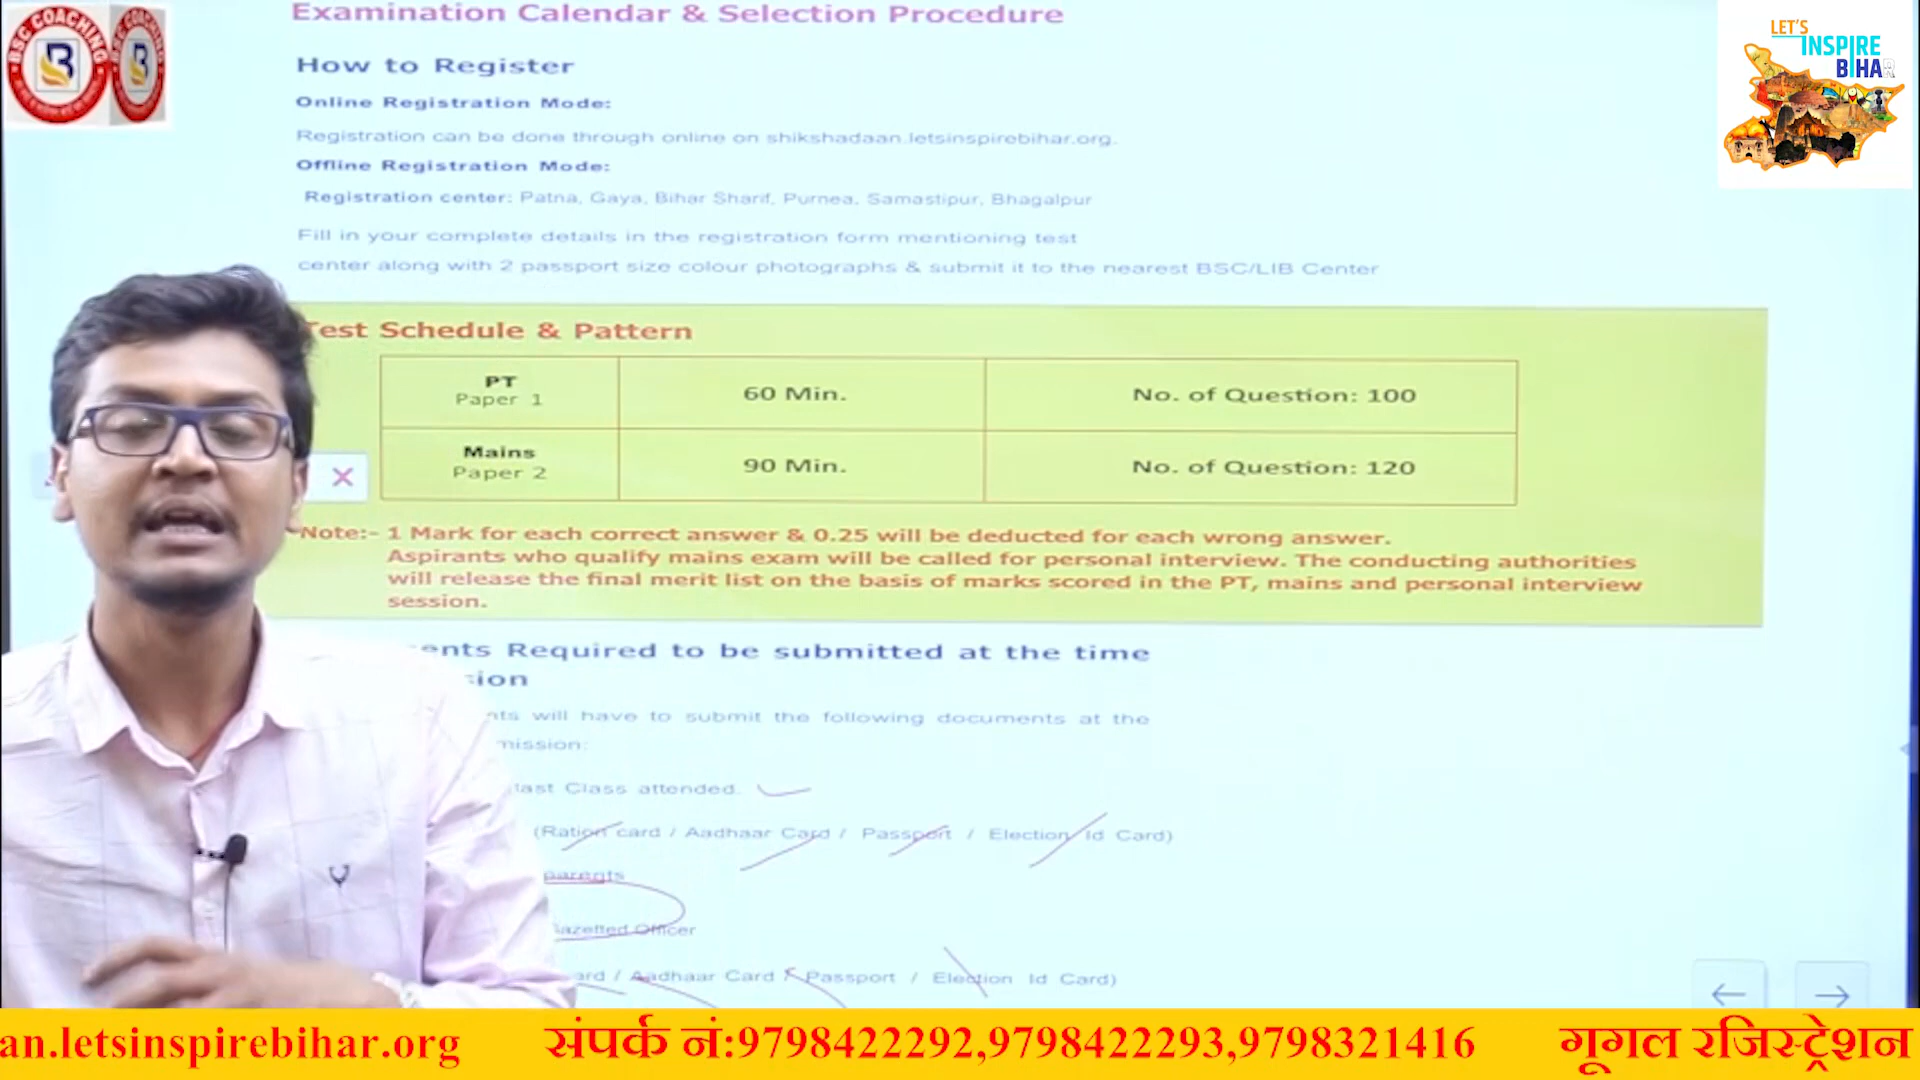 BSC COACHING
B
COACHING
B
LET'S
INSPIRE
BIHAR
Examination Calendar & Selection Procedure
How to Register
Online Registration Mode:
Registration can be done through online on shikshadaan.letsinspirebihar.org.
Offline Registration Mode:
Registration center: Patna, Gaya, Bihar Sharif, Purnea, Samastipur, Bhagalpur
Fill in your complete details in the registration form mentioning test
center along with 2 passport size colour photographs & submit it to the nearest BSC/LIB Center
Test Schedule & Pattern
PT
Paper 1
60 Min.
No. of Question: 100
Mains
Paper 2
90 Min.
No. of Question: 120
Note:- 1 Mark for each correct answer & 0.25 will be deducted for each wrong answer.
Aspirants who qualify mains exam will be called for personal interview. The conducting authorities
will release the final merit list on the basis of marks scored in the PT, mains and personal interview
session.
Required to be submitted at the time
will have to submit the following documents at the
last Class attended.
(Ration card / Aadhaar Card / Passport / Election Id Card)
parents
Gazetted Officer
/ Aadhaar Card / Passport / Election Id Card)
an.letsinspirebihar.org संपर्क नं:9798422292,9798422293,9798321416 गूगल रजिस्ट्रेशन